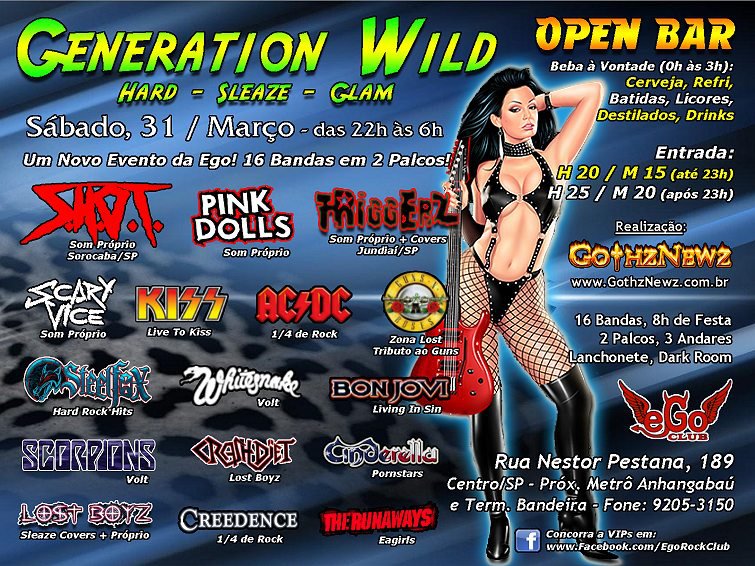 GENERATION WILD
HARD - SLEAZE - GLAM
Sábado, 31 / Março - das 22h às 6h
Um Novo Evento da Ego! 16 Bandas em 2 Palcos!
OPEN BAR
Beba à Vontade (0h às 3h):
Cerveja, Refri,
Batidas, Licores,
Destilados, Drinks
Entrada:
H 20 / M 15 (até 23h)
H 25 / M 20 (após 23h)
Realização:
GOTHZNEWZ
www.GothzNewz.com.br
16 Bandas, 8h de Festa
2 Palcos, 3 Andares
Lanchonete, Dark Room
S.H.O.T.
Som Próprio
Sorocaba/SP
PINK
DOLLS
Som Próprio
TRIGGERZ
Som Próprio + Covers
Jundiaí/SP
SCARY
VICE
Som Próprio
KISS
Live To Kiss
AC/DC
1/4 de Rock
GUNS N' ROSES
Zona Lost
Tributo ao Guns
SteelFox
Hard Rock Hits
Whitesnake
Volt
BON JOVI
Living In Sin
SCORPIONS
Volt
CRASHDIET
Lost Boyz
Cinderella
Pornstars
LOST BOYZ
Sleaze Covers + Próprio
CREEDENCE
1/4 de Rock
THE RUNAWAYS
Eagirls
eGo
CLUB
Rua Nestor Pestana, 189
Centro/SP - Próx. Metrô Anhangabaú
e Term. Bandeira - Fone: 9205-3150
f
Concorra a VIPs em:
www.Facebook.com/EgoRockClub